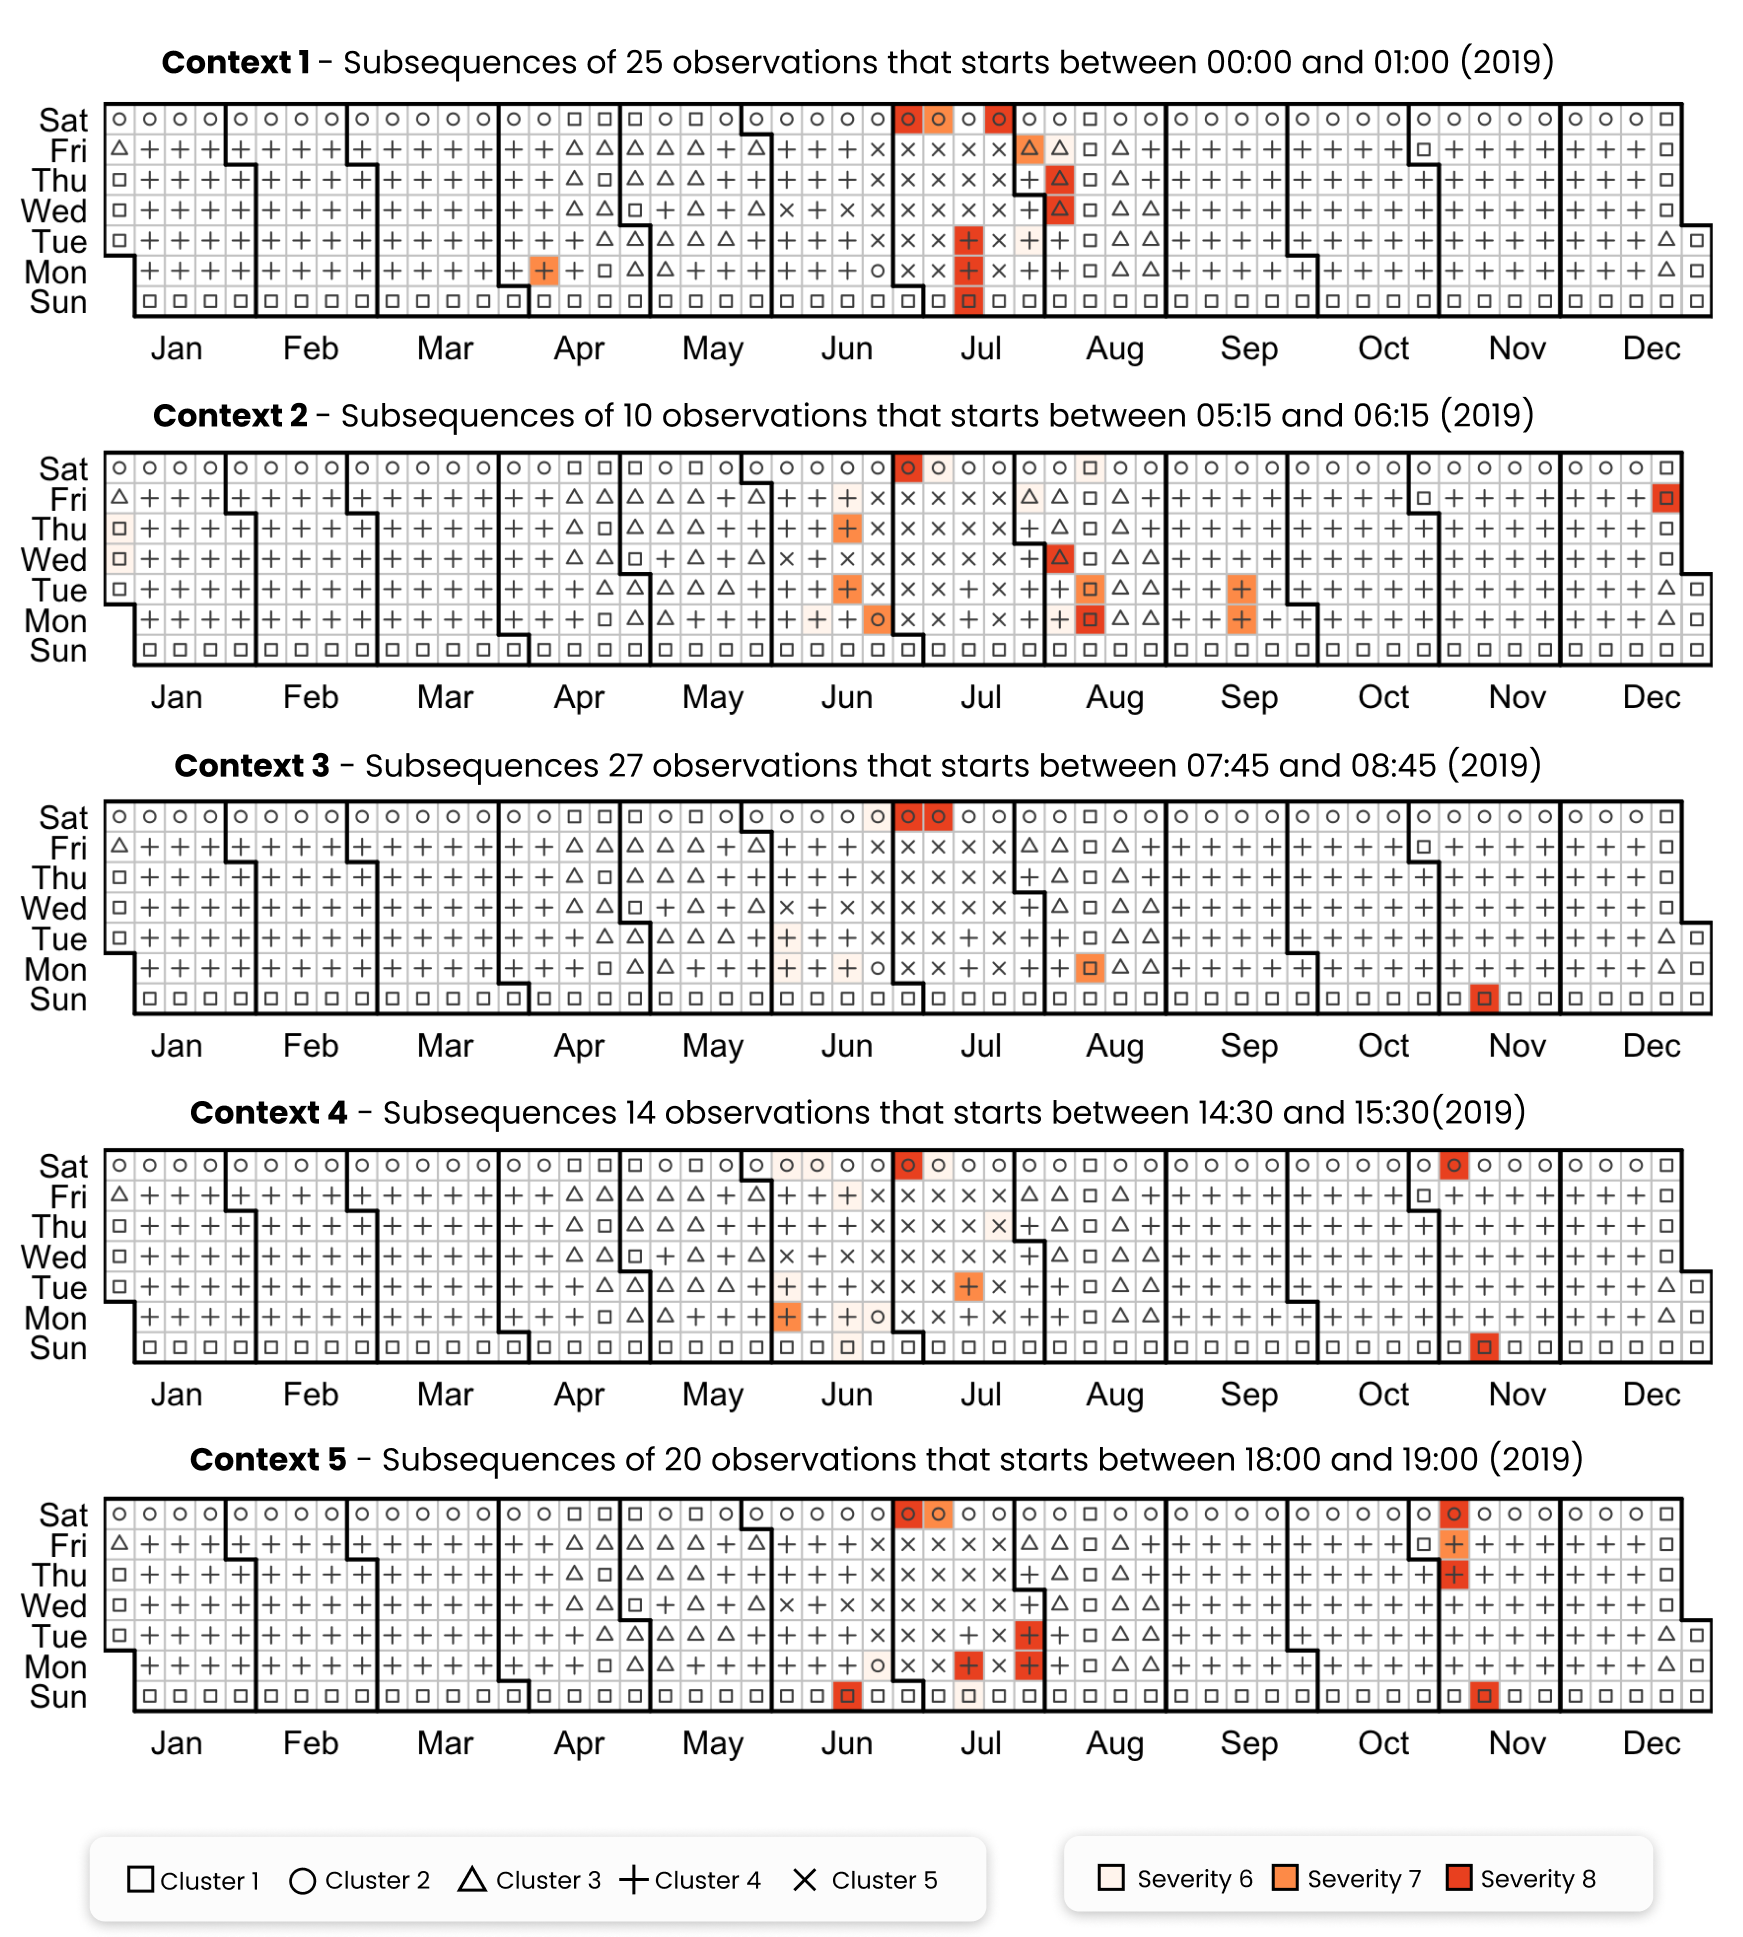 Context 1 - Subsequences of 25 observations that starts between 00:00 and 01:00 (2019)
Sat
Fri
Thu
Wed
Tue
Mon
Sun
Jan Feb Mar Apr May Jun Jul Aug Sep Oct Nov Dec
Context 2 - Subsequences of 10 observations that starts between 05:15 and 06:15 (2019)
Sat
Fri
Thu
Wed
Tue
Mon
Sun
Jan Feb Mar Apr May Jun Jul Aug Sep Oct Nov Dec
Context 3 - Subsequences 27 observations that starts between 07:45 and 08:45 (2019)
Sat
Fri
Thu
Wed
Tue
Mon
Sun
Jan Feb Mar Apr May Jun Jul Aug Sep Oct Nov Dec
Context 4 - Subsequences 14 observations that starts between 14:30 and 15:30(2019)
Sat
Fri
Thu
Wed
Tue
Mon
Sun
Jan Feb Mar Apr May Jun Jul Aug Sep Oct Nov Dec
Context 5 - Subsequences of 20 observations that starts between 18:00 and 19:00 (2019)
Sat
Fri
Thu
Wed
Tue
Mon
Sun
Jan Feb Mar Apr May Jun Jul Aug Sep Oct Nov Dec
Cluster 1 Cluster 2 Cluster 3 Cluster 4 Cluster 5 Severity 6 Severity 7 Severity 8